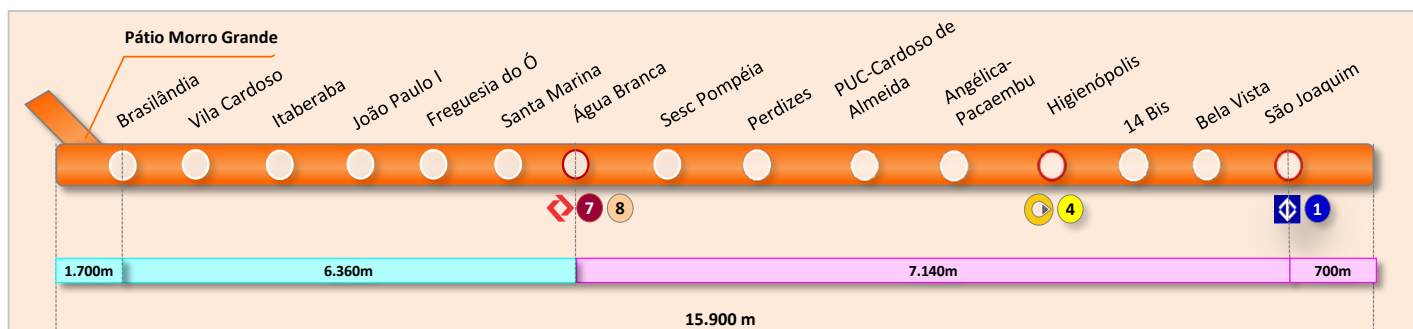 Pátio Morro Grande
Brasilândia
Vila Cardoso
Itaberaba
João Paulo I
Freguesia do Ó
Santa Marina
Água Branca
Sesc Pompéia
Perdizes
PUC-Cardoso de
Almeida
Angélica-
Pacaembu
Higienópolis
14 Bis
Bela Vista
São Joaquim
7 8
4
1
1.700m 6.360m 7.140m 700m
15.900 m